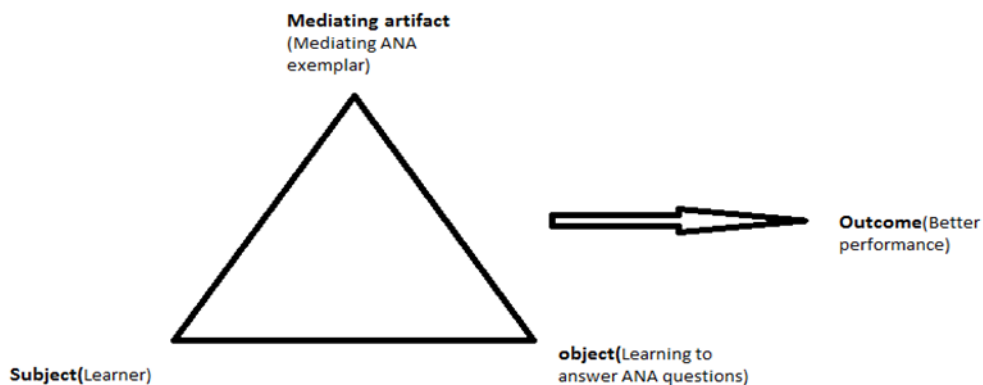 Mediating artifact
(Mediating ANA
exemplar)
Outcome(Better
performance)
Subject(Learner)
object(Learning to
answer ANA questions)